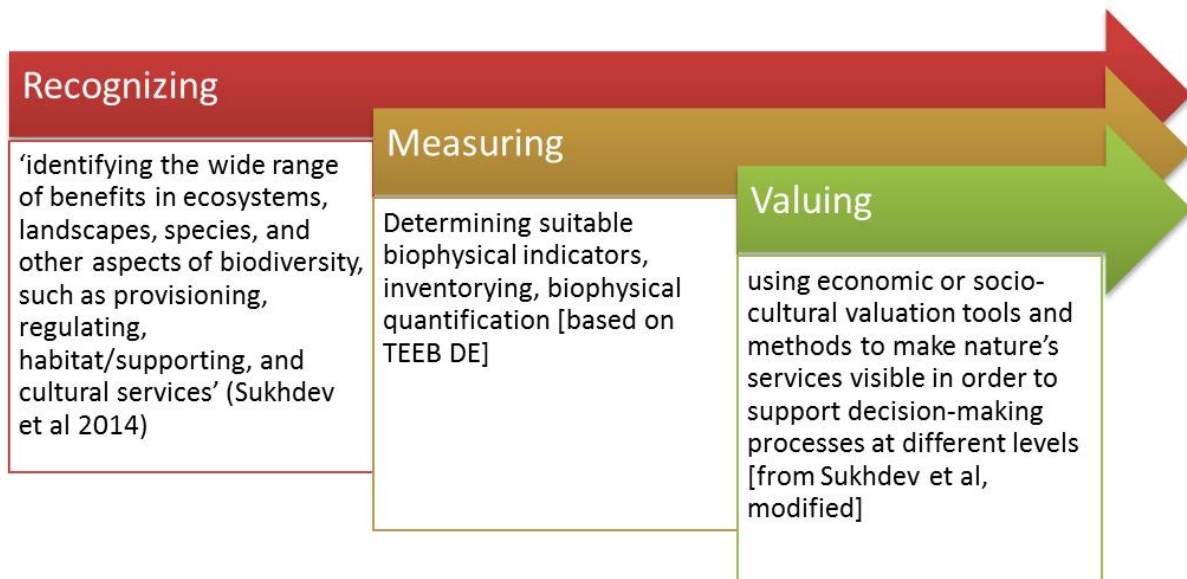 Recognizing
‘identifying the wide range
of benefits in ecosystems,
landscapes, species, and
other aspects of biodiversity,
such as provisioning,
regulating,
habitat/supporting, and
cultural services’ (Sukhdev
et al 2014)
Measuring
Determining suitable
biophysical indicators,
inventorying, biophysical
quantification [based on
TEEB DE]
Valuing
using economic or socio-
cultural valuation tools and
methods to make nature’s
services visible in order to
support decision-making
processes at different levels
[from Sukhdev et al,
modified]